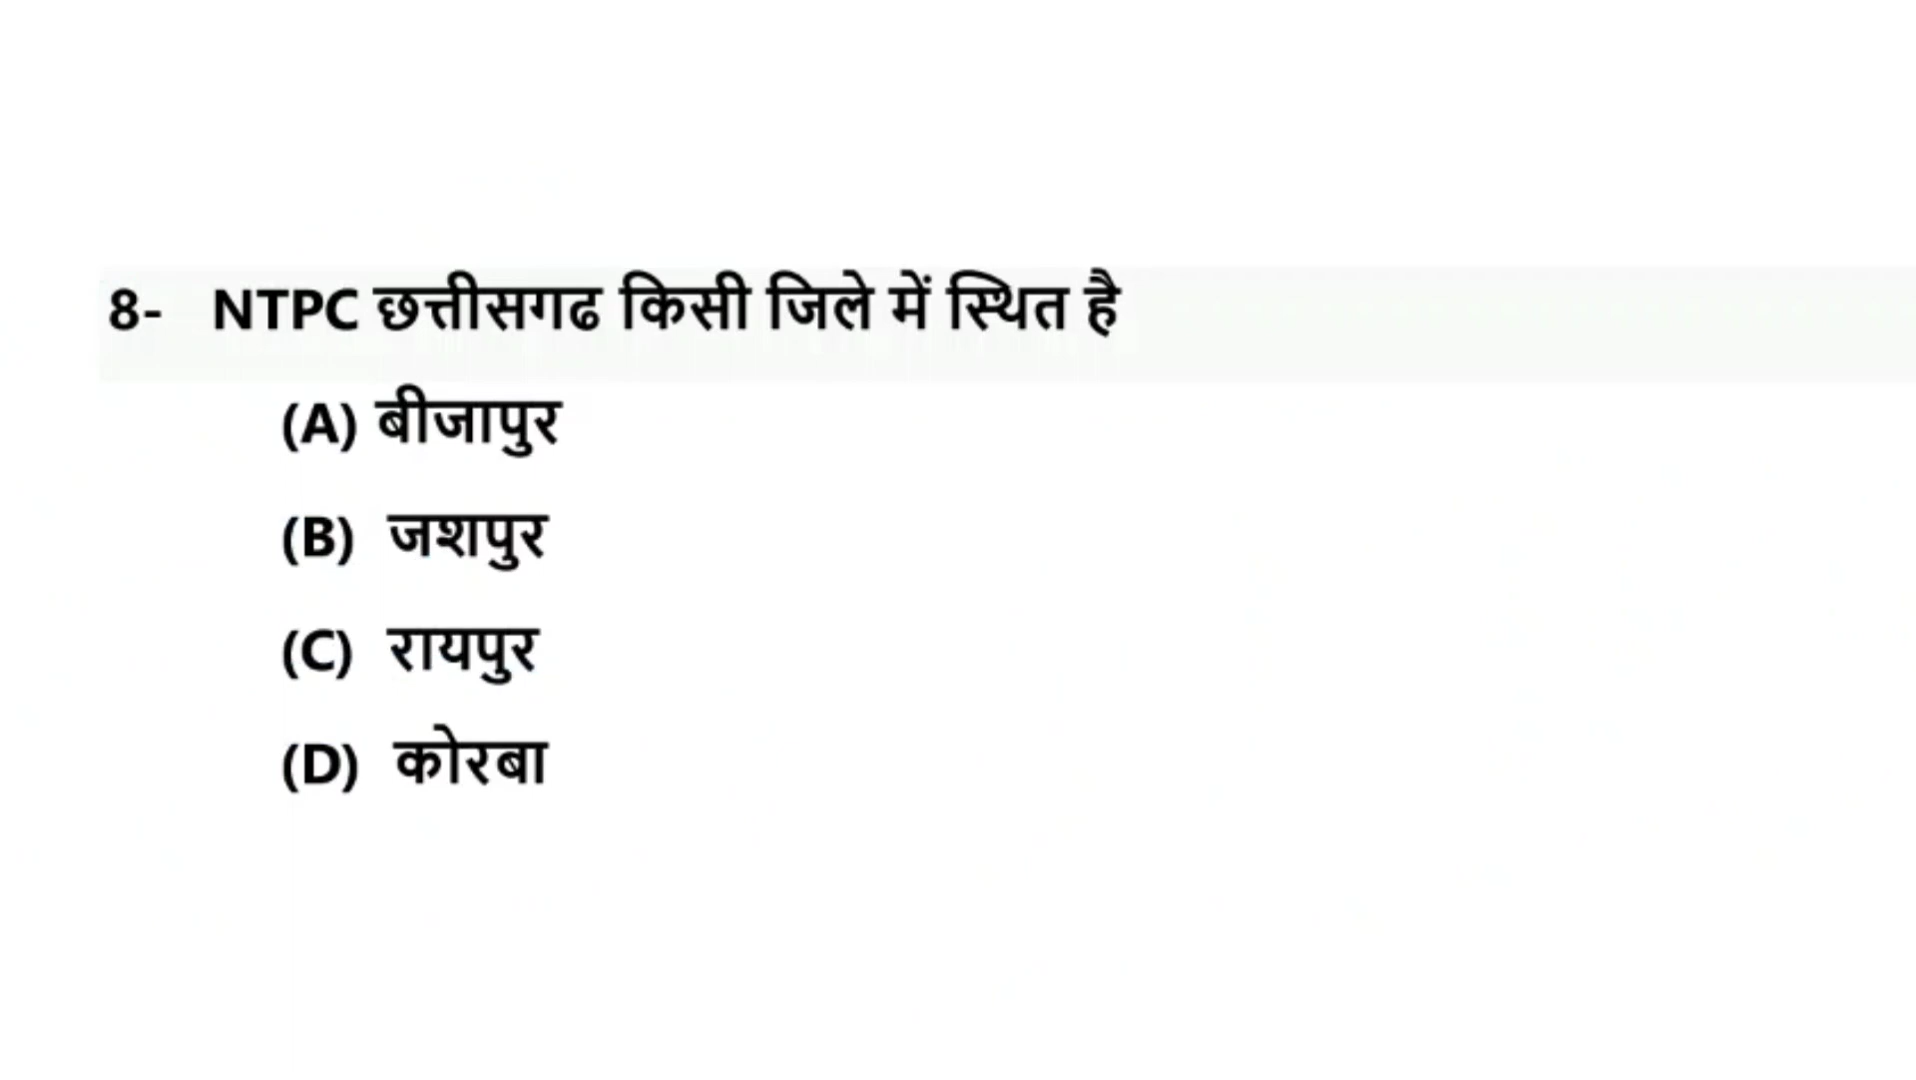 8- NTPC छत्तीसगढ किसी जिले में स्थित है
(A) बीजापुर
(B) जशपुर
(C) रायपुर
(D) कोरबा